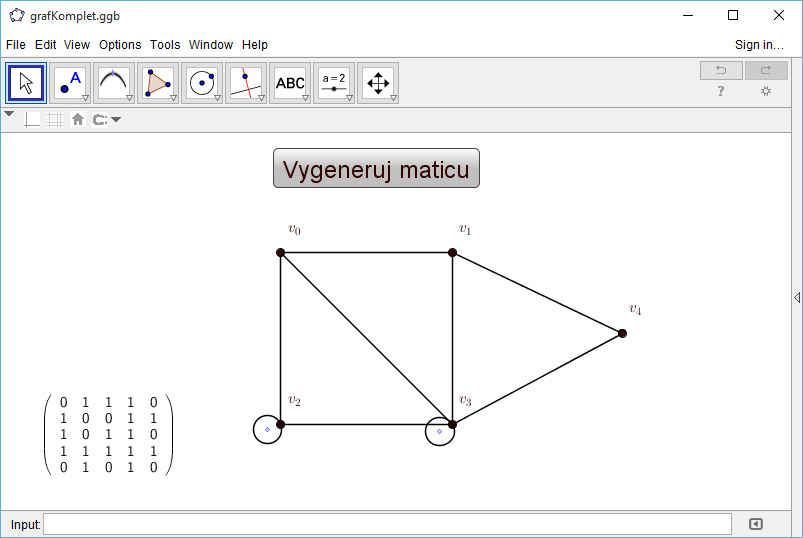 grafKomplet.ggb
File Edit View Options Tools Window Help Sign in...
A ABC a=2
?
Vygeneruj maticu
v0 v1
v4
v2 v3
0 1 1 1 0
1 0 0 1 1
1 0 1 1 0
1 1 1 1 1
0 1 0 1 0
Input: